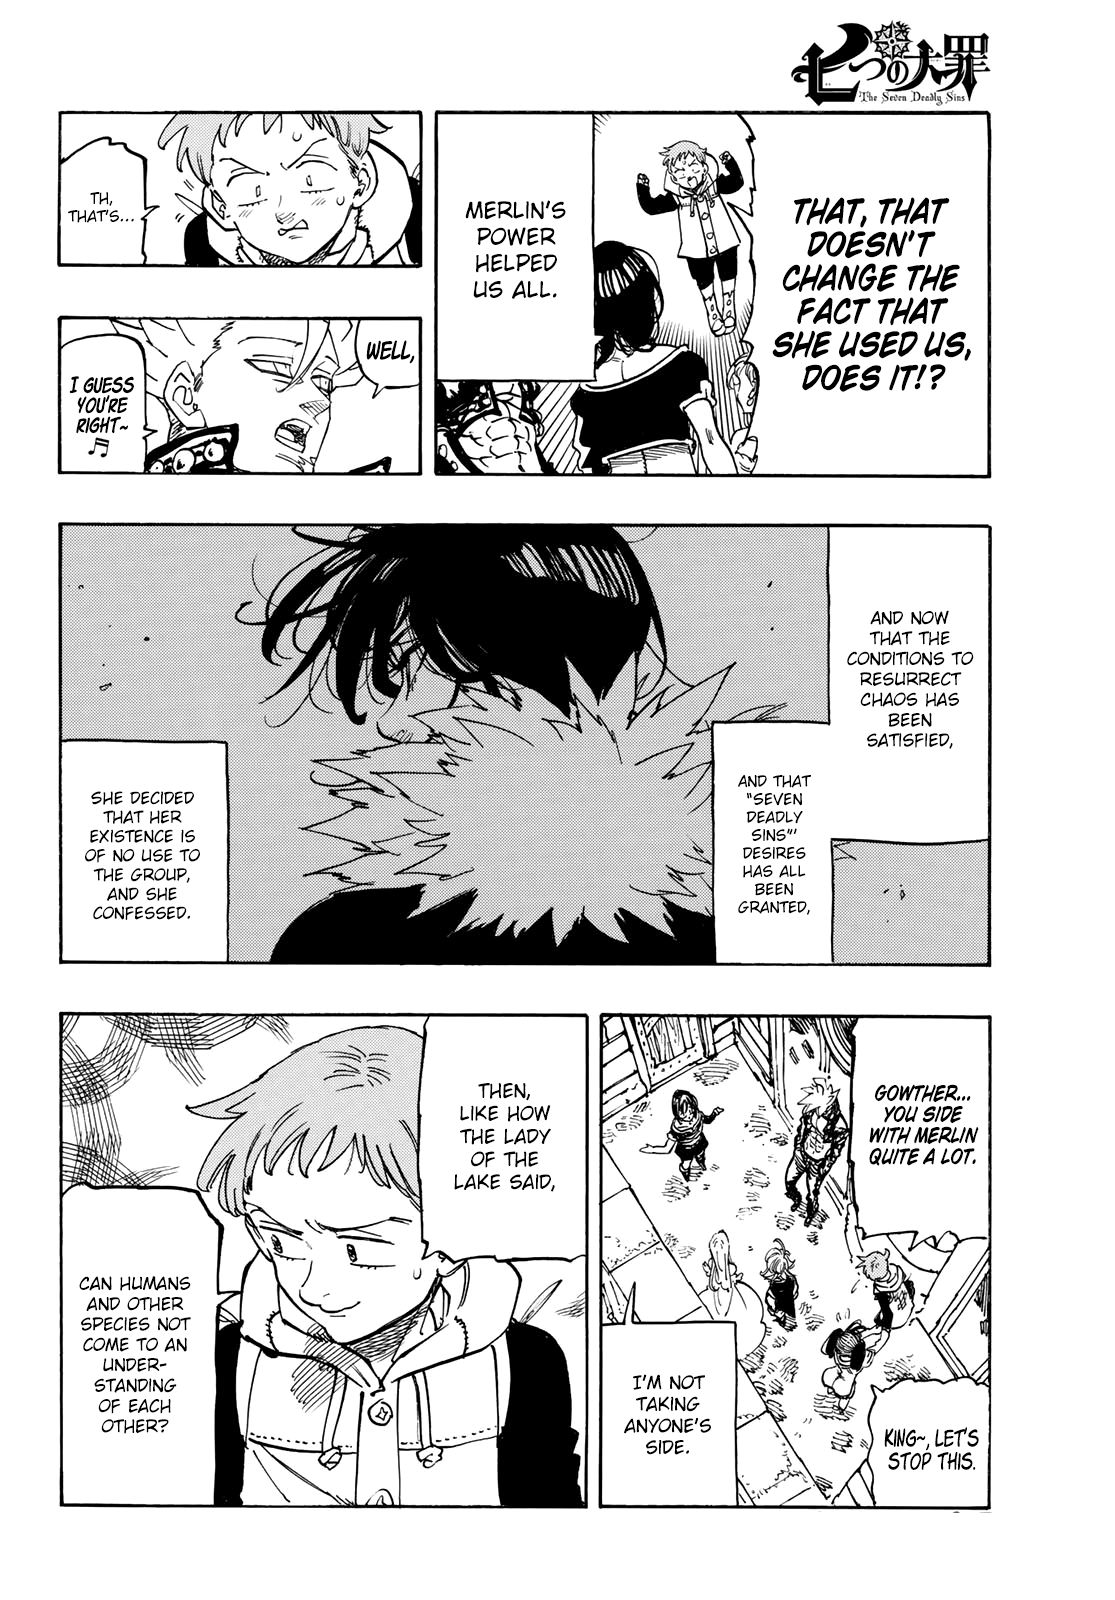 七つの大罪
The Seven Deadly Sins
THAT, THAT
DOESN'T
CHANGE THE
FACT THAT
SHE USED US,
DOES IT!?
MERLIN'S
POWER
HELPED
US ALL.
TH,
THAT'S...
WELL,
I GUESS
YOU'RE
RIGHT~
♬
AND NOW
THAT THE
CONDITIONS TO
RESURRECT
CHAOS HAS
BEEN
SATISFIED,
AND THAT
"SEVEN
DEADLY
SINS"'
DESIRES
HAS ALL
BEEN
GRANTED,
SHE DECIDED
THAT HER
EXISTENCE IS
OF NO USE TO
THE GROUP,
AND SHE
CONFESSED.
GOWTHER...
YOU SIDE
WITH MERLIN
QUITE A LOT.
KING~, LET'S
STOP THIS.
I'M NOT
TAKING
ANYONE'S
SIDE.
THEN,
LIKE HOW
THE LADY
OF THE
LAKE SAID,
CAN HUMANS
AND OTHER
SPECIES NOT
COME TO AN
UNDER-
STANDING
OF EACH
OTHER?